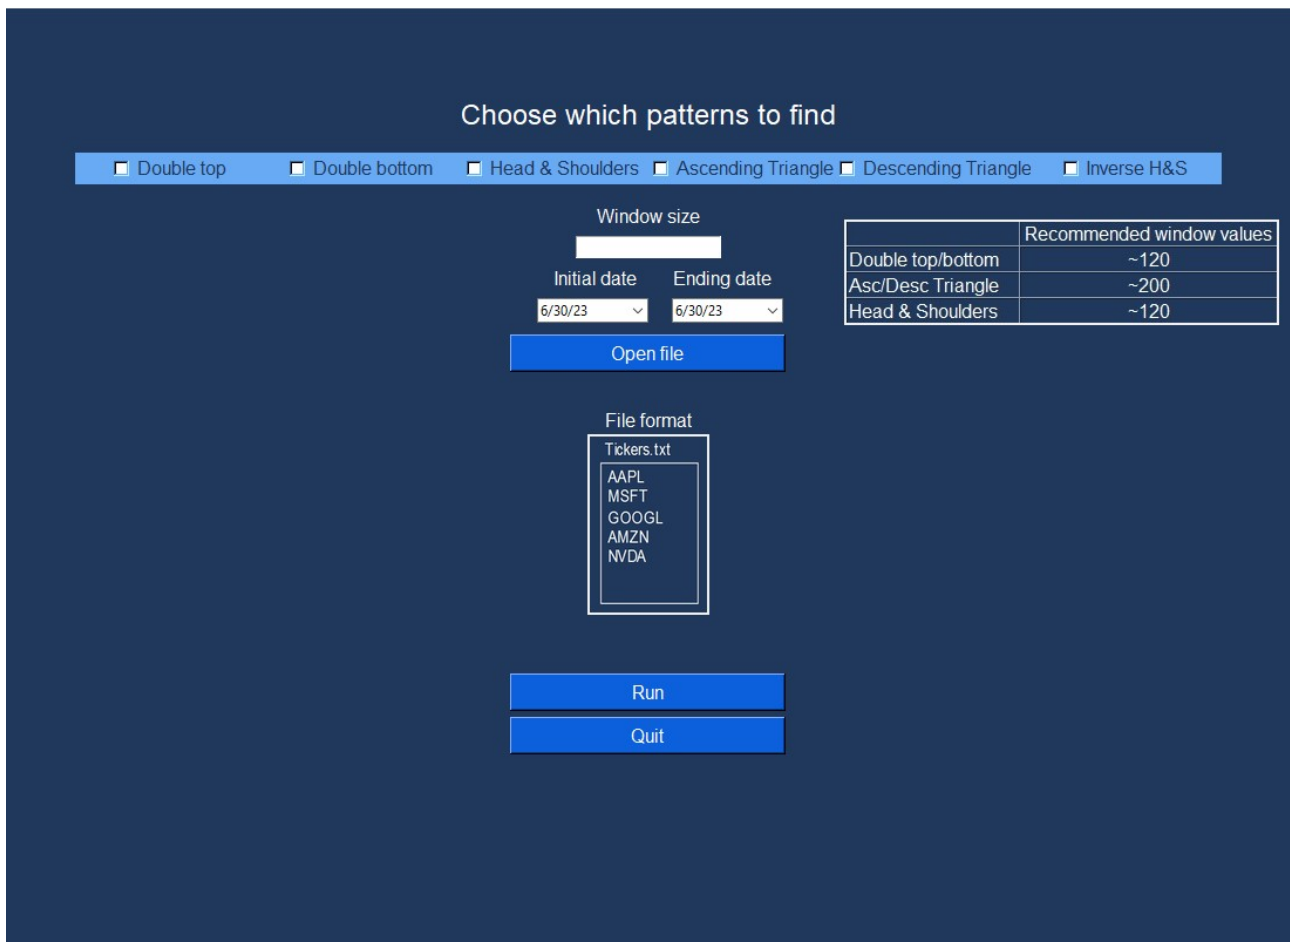 Choose which patterns to find
Double top Double bottom Head & Shoulders Ascending Triangle Descending Triangle Inverse H&S
Window size
Initial date Ending date
6/30/23 6/30/23
Open file
Recommended window values
Double top/bottom ~120
Asc/Desc Triangle ~200
Head & Shoulders ~120
File format
Tickers.txt
AAPL
MSFT
GOOGL
AMZN
NVDA
Run
Quit